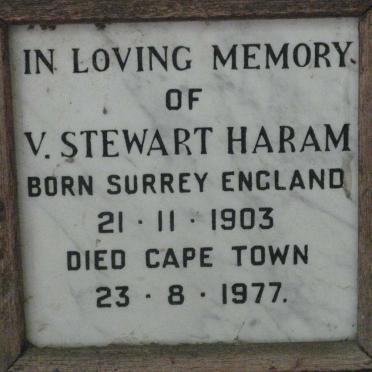 IN LOVING MEMORY.
OF
V. STEWART HARAM
BORN SURREY ENGLAND
21 · 11 · 1903
DIED CAPE TOWN
23 · 8 · 1977.